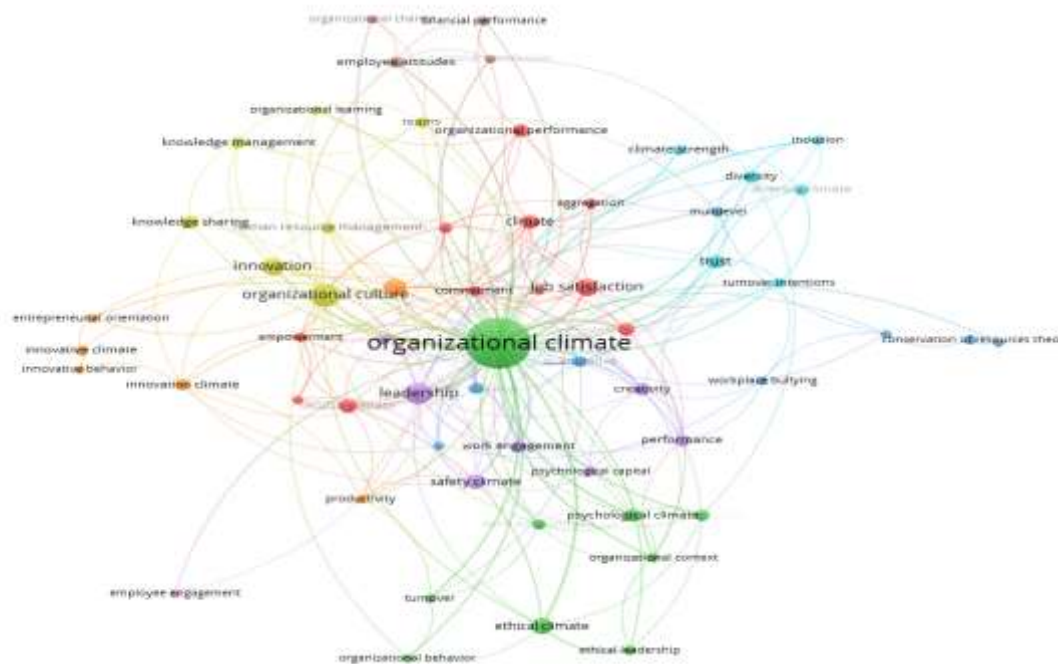 financial performance
employee attitudes
organizational learning
teams
organizational performance
knowledge management
climate strength
inclusion
diversity
aggregation
multilevel
knowledge sharing
human resource management
climate
innovation
trust
organizational culture
commitment
job satisfaction
turnover intentions
entrepreneurial orientation
empowerment
organizational climate
conservation of resources theo
innovative climate
innovative behavior
innovation climate
leadership
creativity
workplace bullying
work engagement
performance
safety climate
psychological capital
productivity
psychological climate
organizational context
employee engagement
turnover
ethical climate
ethical leadership
organizational behavior